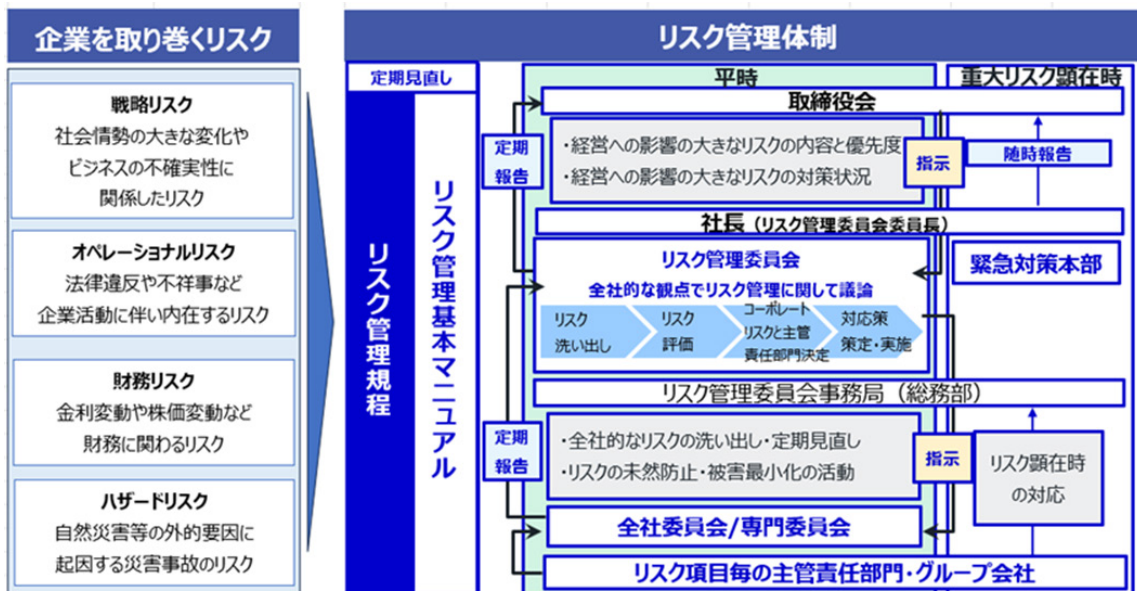 企業を取り巻くリスク
戦略リスク
社会情勢の大きな変化や
ビジネスの不確実性に
関係したリスク
オペレーショナルリスク
法律違反や不祥事など
企業活動に伴い内在するリスク
財務リスク
金利変動や株価変動など
財務に関わるリスク
ハザードリスク
自然災害等の外的要因に
起因する災害事故のリスク
リスク管理体制
定期見直し
リスク管理規程
リスク管理基本マニュアル
平時
重大リスク顕在時
取締役会
定期
報告
・経営への影響の大きなリスクの内容と優先度
・経営への影響の大きなリスクの対策状況
指示
随時報告
社長（リスク管理委員会委員長）
リスク管理委員会
全社的な観点でリスク管理に関して議論
リスク
洗い出し
リスク
評価
コーポレート
リスクと主管
責任部門決定
対応策
策定・実施
緊急対策本部
リスク管理委員会事務局（総務部）
定期
報告
・全社的なリスクの洗い出し・定期見直し
・リスクの未然防止・被害最小化の活動
指示
リスク顕在時
の対応
全社委員会/専門委員会
リスク項目毎の主管責任部門・グループ会社